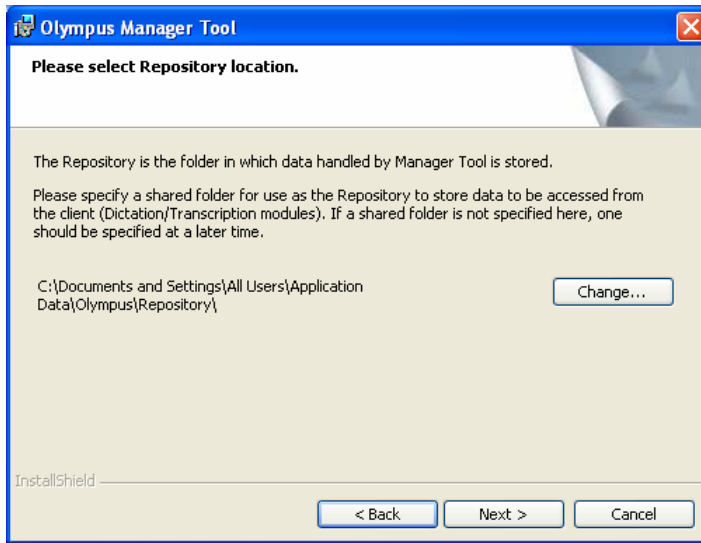 Olympus Manager Tool
Please select Repository location.
The Repository is the folder in which data handled by Manager Tool is stored.
Please specify a shared folder for use as the Repository to store data to be accessed from
the client (Dictation/Transcription modules). If a shared folder is not specified here, one
should be specified at a later time.
C:\Documents and Settings\All Users\Application
Data\Olympus\Repository\
Change...
InstallShield
< Back
Next >
Cancel